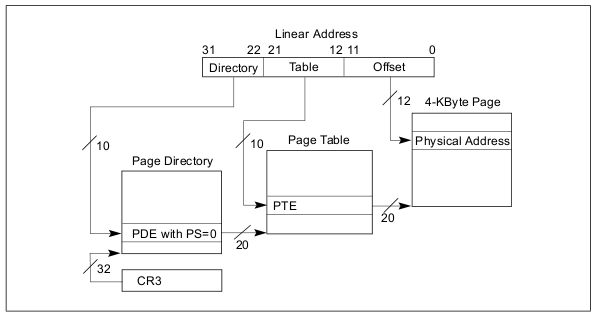 Linear Address
31 22 21 12 11 0
Directory Table Offset
12 4-KByte Page
10 10 Page Table Physical Address
Page Directory
PTE
20
PDE with PS=0
20
32
CR3